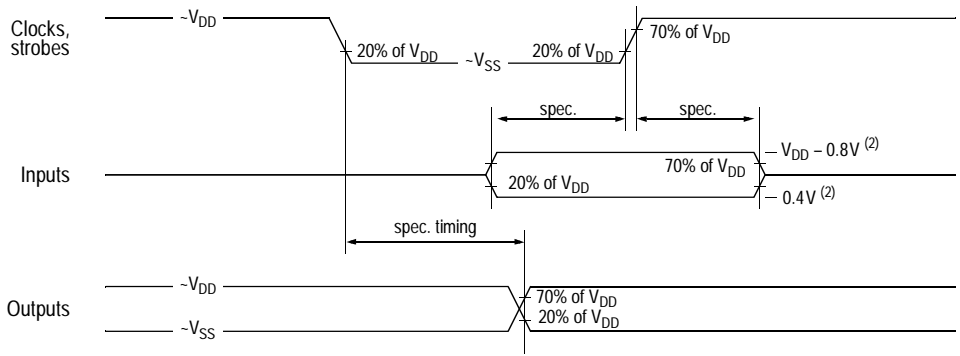 Clocks,
strobes
~V_DD
20% of V_DD
~V_SS
20% of V_DD
70% of V_DD
spec.
spec.
Inputs
20% of V_DD
70% of V_DD
V_DD – 0.8V (2)
0.4V (2)
spec. timing
Outputs
~V_DD
~V_SS
70% of V_DD
20% of V_DD